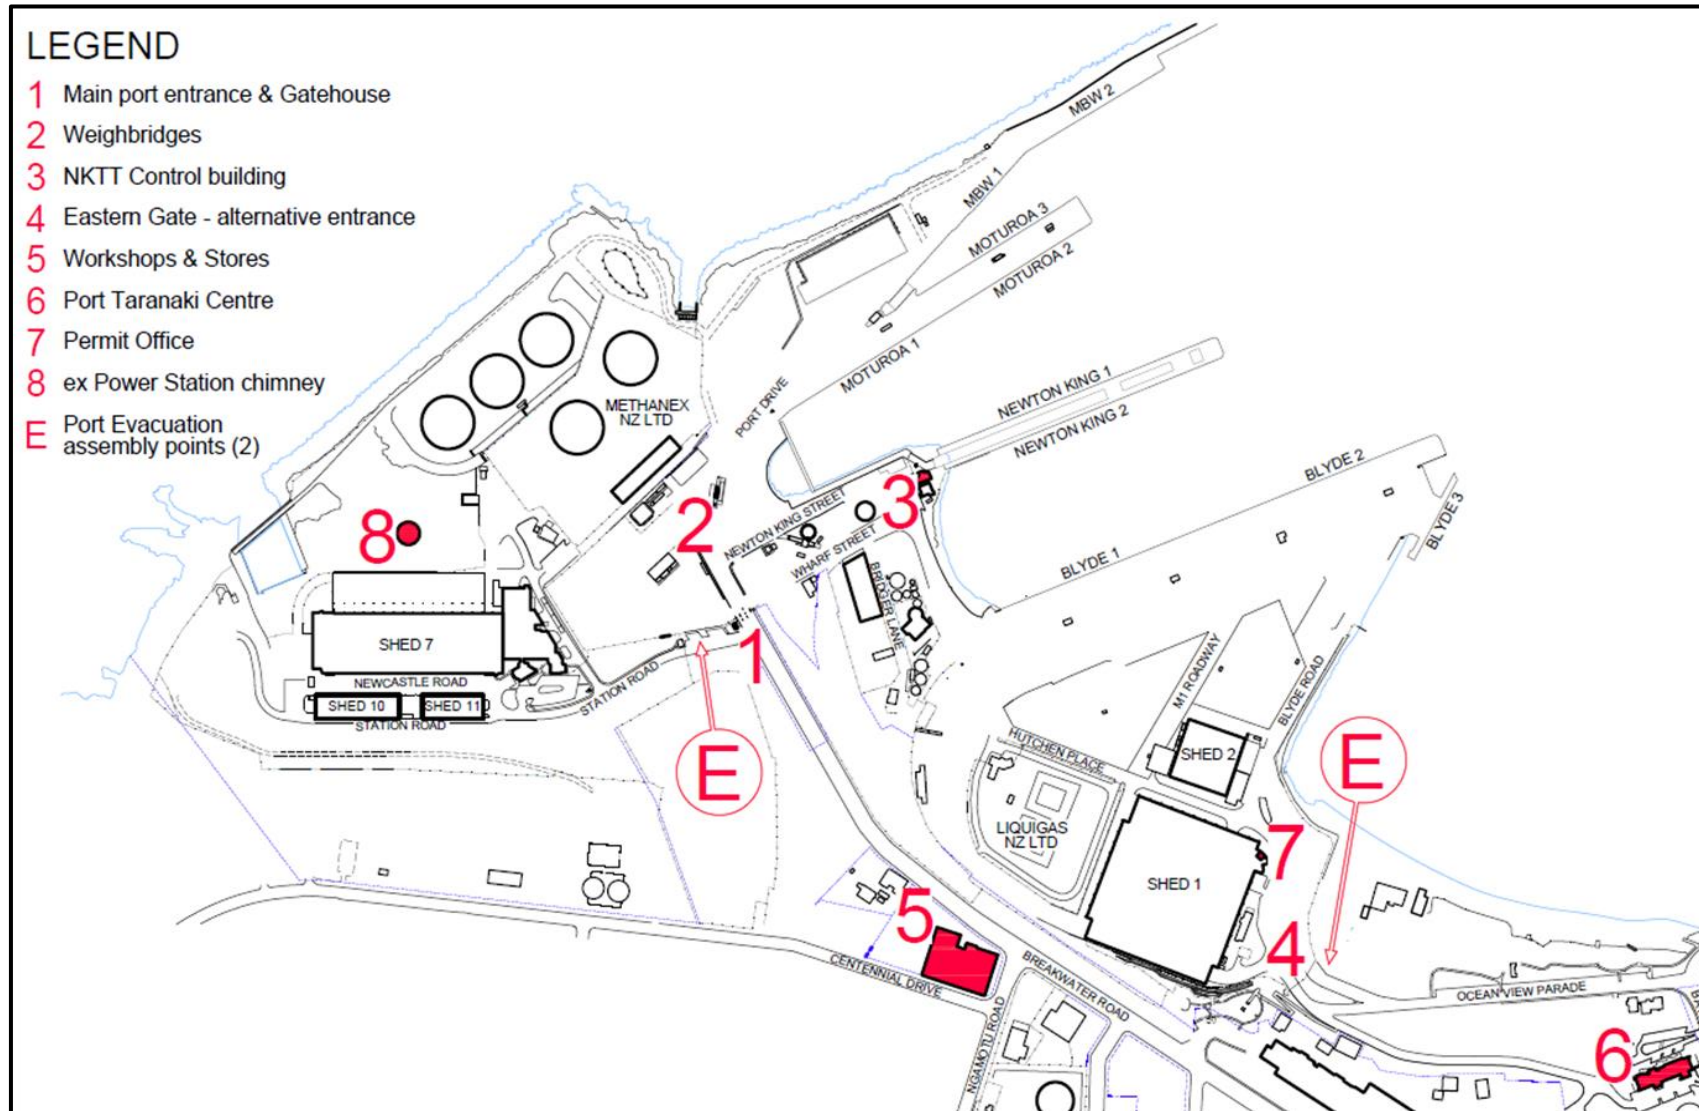 LEGEND
1 Main port entrance & Gatehouse
2 Weighbridges
3 NKTT Control building
4 Eastern Gate - alternative entrance
5 Workshops & Stores
6 Port Taranaki Centre
7 Permit Office
8 ex Power Station chimney
E Port Evacuation
assembly points (2)
MBW 2
MBW 1
MOTUROA 3
MOTUROA 2
MOTUROA 1
NEWTON KING 1
NEWTON KING 2
METHANEX
NZ LTD
PORT DRIVE
BLYDE 2
BLYDE 3
BLYDE 1
8
2
3
NEWTON KING STREET
WHARF STREET
BRIDGER LANE
SHED 7
1
NEWCASTLE ROAD
SHED 10
SHED 11
STATION ROAD
STATION ROAD
E
M1 ROADWAY
BLYDE ROAD
HUTCHEN PLACE
SHED 2
E
LIQUIGAS
NZ LTD
SHED 1
7
5
4
CENTENNIAL DRIVE
BREAKWATER ROAD
NGAMOTU ROAD
OCEAN VIEW PARADE
6